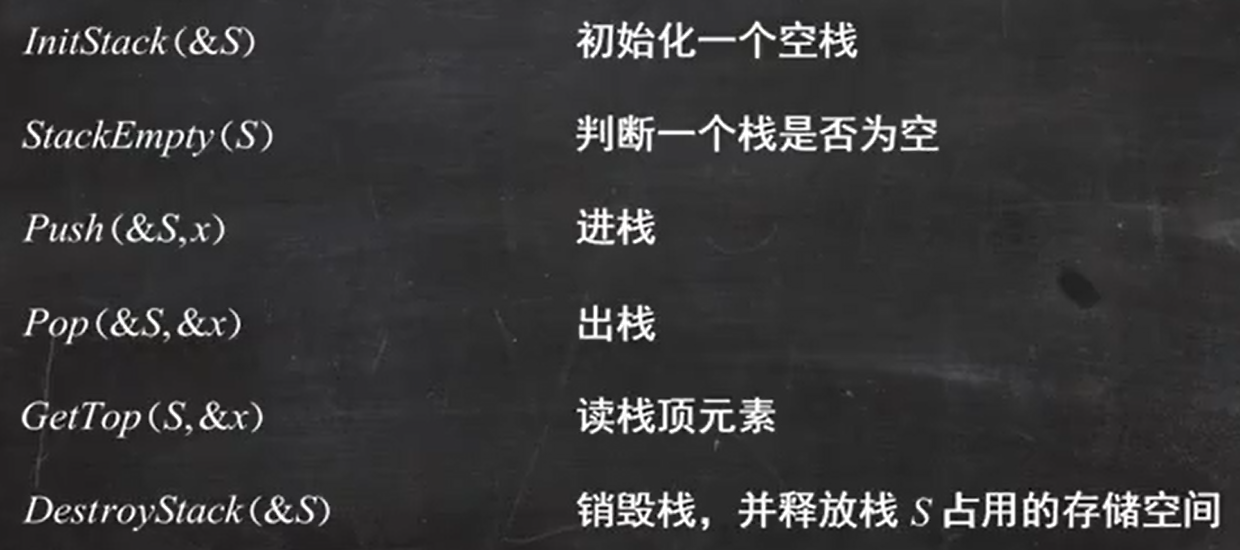 InitStack(&S) 初始化一个空栈
StackEmpty(S) 判断一个栈是否为空
Push(&S,x) 进栈
Pop(&S,&x) 出栈
GetTop(S,&x) 读栈顶元素
DestroyStack(&S) 销毁栈，并释放栈 S 占用的存储空间